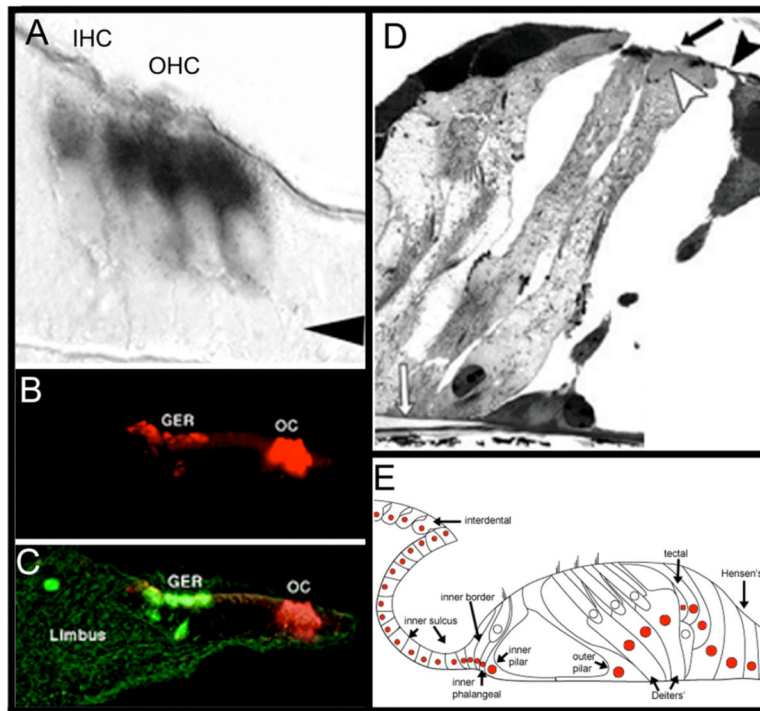 A
IHC
OHC
B
GER
OC
C
GER
OC
Limbus
D
E
interdental
tectal
Hensen's
inner border
inner sulcus
inner
pilar
outer
pilar
inner
phalangeal
Deiters'